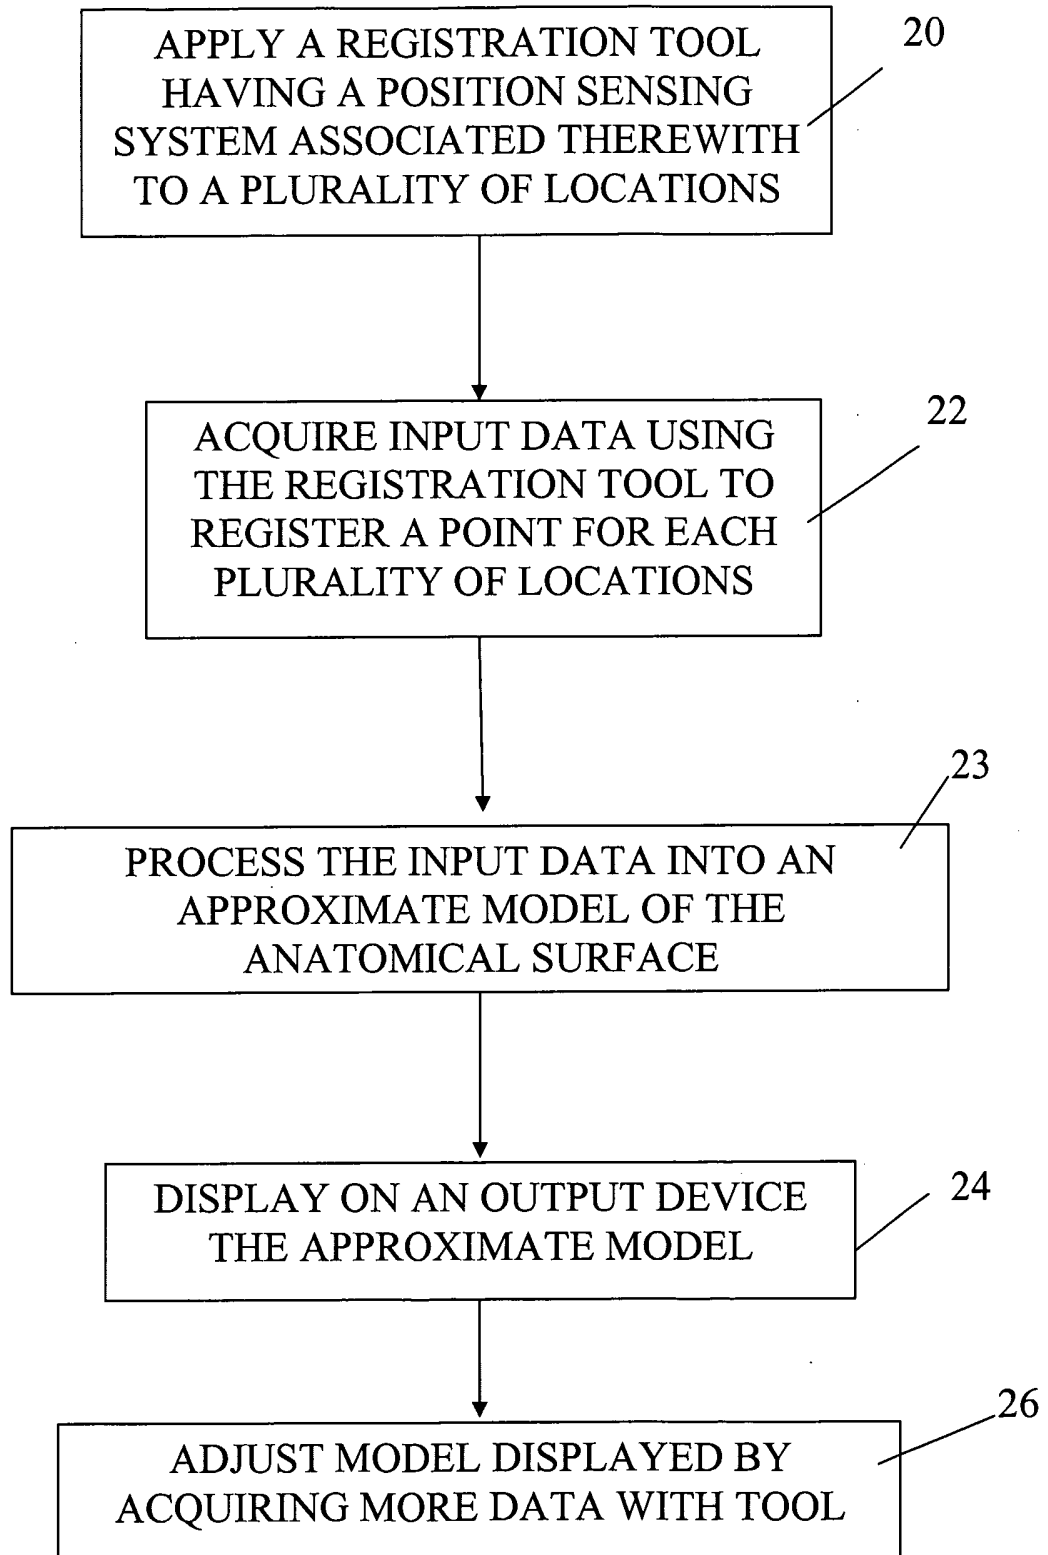 APPLY A REGISTRATION TOOL
HAVING A POSITION SENSING
SYSTEM ASSOCIATED THEREWITH
TO A PLURALITY OF LOCATIONS
20
ACQUIRE INPUT DATA USING
THE REGISTRATION TOOL TO
REGISTER A POINT FOR EACH
PLURALITY OF LOCATIONS
22
PROCESS THE INPUT DATA INTO AN
APPROXIMATE MODEL OF THE
ANATOMICAL SURFACE
23
DISPLAY ON AN OUTPUT DEVICE
THE APPROXIMATE MODEL
24
ADJUST MODEL DISPLAYED BY
ACQUIRING MORE DATA WITH TOOL
26